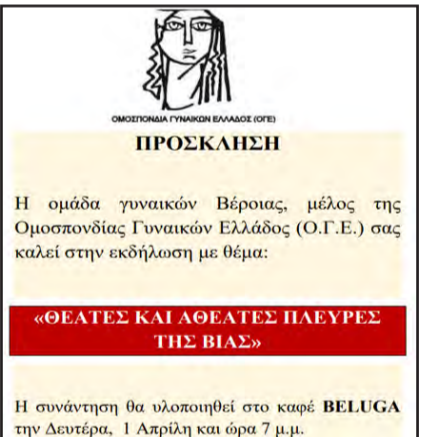 ΟΜΟΣΠΟΝΔΙΑ ΓΥΝΑΙΚΩΝ ΕΛΛΑΔΟΣ (ΟΓΕ)
ΠΡΟΣΚΛΗΣΗ
Η ομάδα γυναικών Βέροιας, μέλος της
Ομοσπονδίας Γυναικών Ελλάδος (Ο.Γ.Ε.) σας
καλεί στην εκδήλωση με θέμα:
«ΘΕΑΤΕΣ ΚΑΙ ΑΘΕΑΤΕΣ ΠΛΕΥΡΕΣ
ΤΗΣ ΒΙΑΣ»
Η συνάντηση θα υλοποιηθεί στο καφέ BELUGA
την Δευτέρα, 1 Απρίλη και ώρα 7 μ.μ.